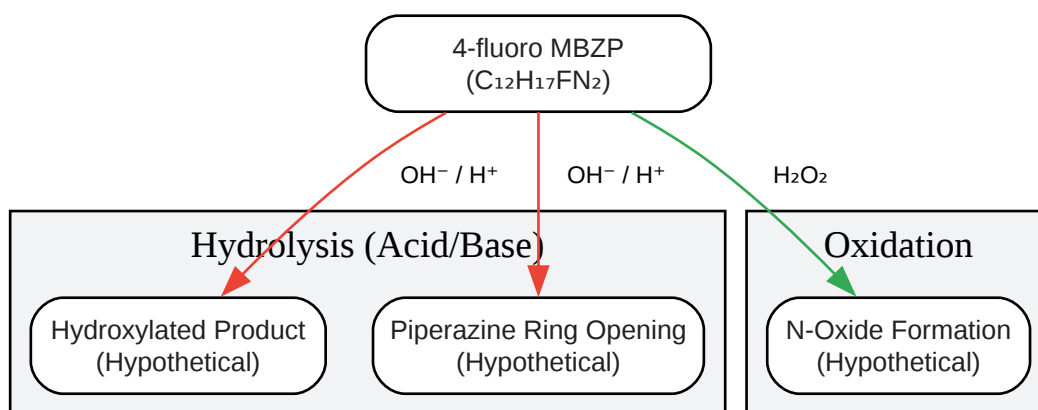 4-fluoro MBZP
(C₁₂H₁₇FN₂)
OH⁻ / H⁺
OH⁻ / H⁺
H₂O₂
Hydrolysis (Acid/Base)
Oxidation
Hydroxylated Product
(Hypothetical)
Piperazine Ring Opening
(Hypothetical)
N-Oxide Formation
(Hypothetical)